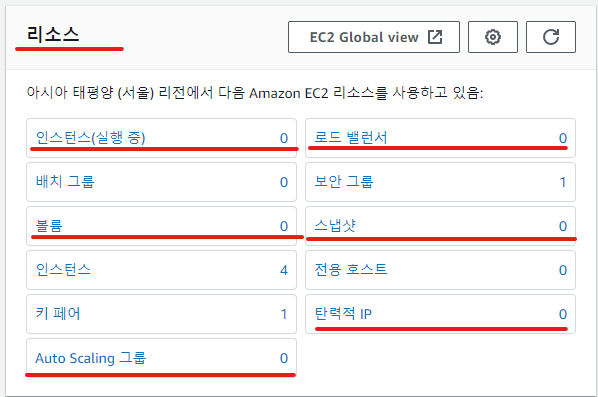 리소스
EC2 Global view
아시아 태평양 (서울) 리전에서 다음 Amazon EC2 리소스를 사용하고 있음:
인스턴스(실행 중) 0
로드 밸런서 0
배치 그룹 0
보안 그룹 1
볼륨 0
스냅샷 0
인스턴스 4
전용 호스트 0
키 페어 1
탄력적 IP 0
Auto Scaling 그룹 0